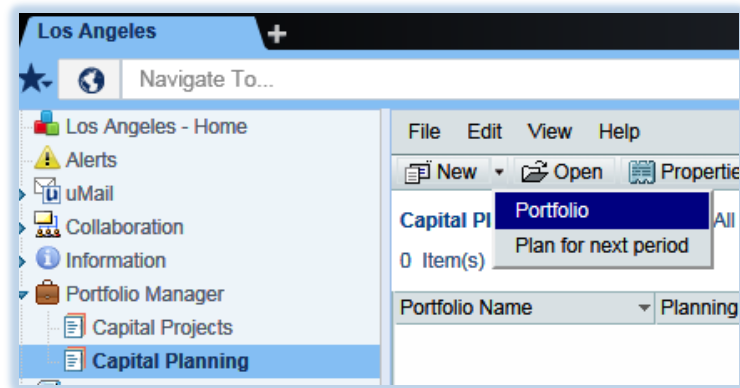 Los Angeles
Navigate To...
Los Angeles - Home
Alerts
uMail
Collaboration
Information
Portfolio Manager
Capital Projects
Capital Planning
File Edit View Help
New Open Propertie
Portfolio
Plan for next period
Capital Pl All
0 Item(s)
Portfolio Name Planning